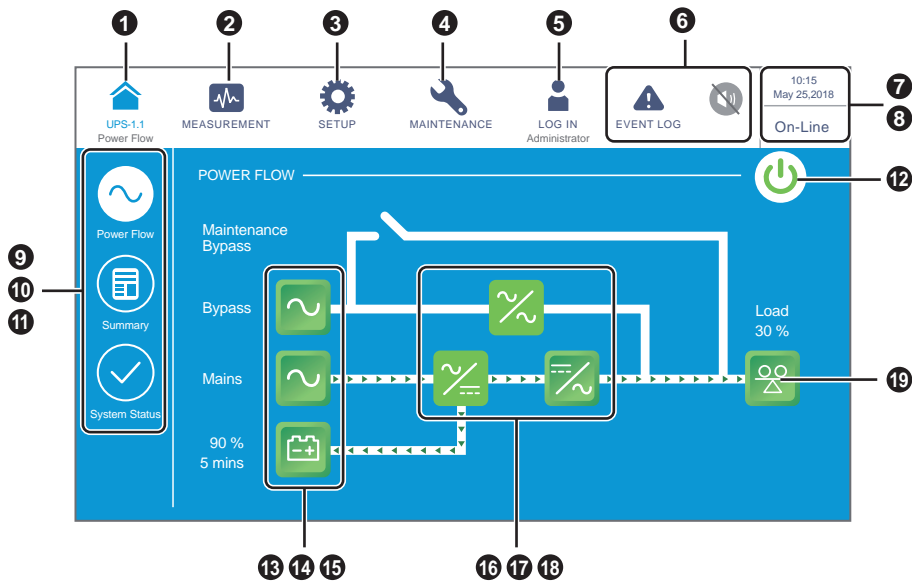 1 2 3 4 5 6
UPS-1.1
Power Flow
MEASUREMENT
SETUP
MAINTENANCE
LOG IN
Administrator
EVENT LOG
10:15
May 25,2018
On-Line
7
8
POWER FLOW
12
Power Flow
Summary
System Status
9
10
11
Maintenance
Bypass
Bypass
Mains
90 %
5 mins
Load
30 %
19
13 14 15
16 17 18